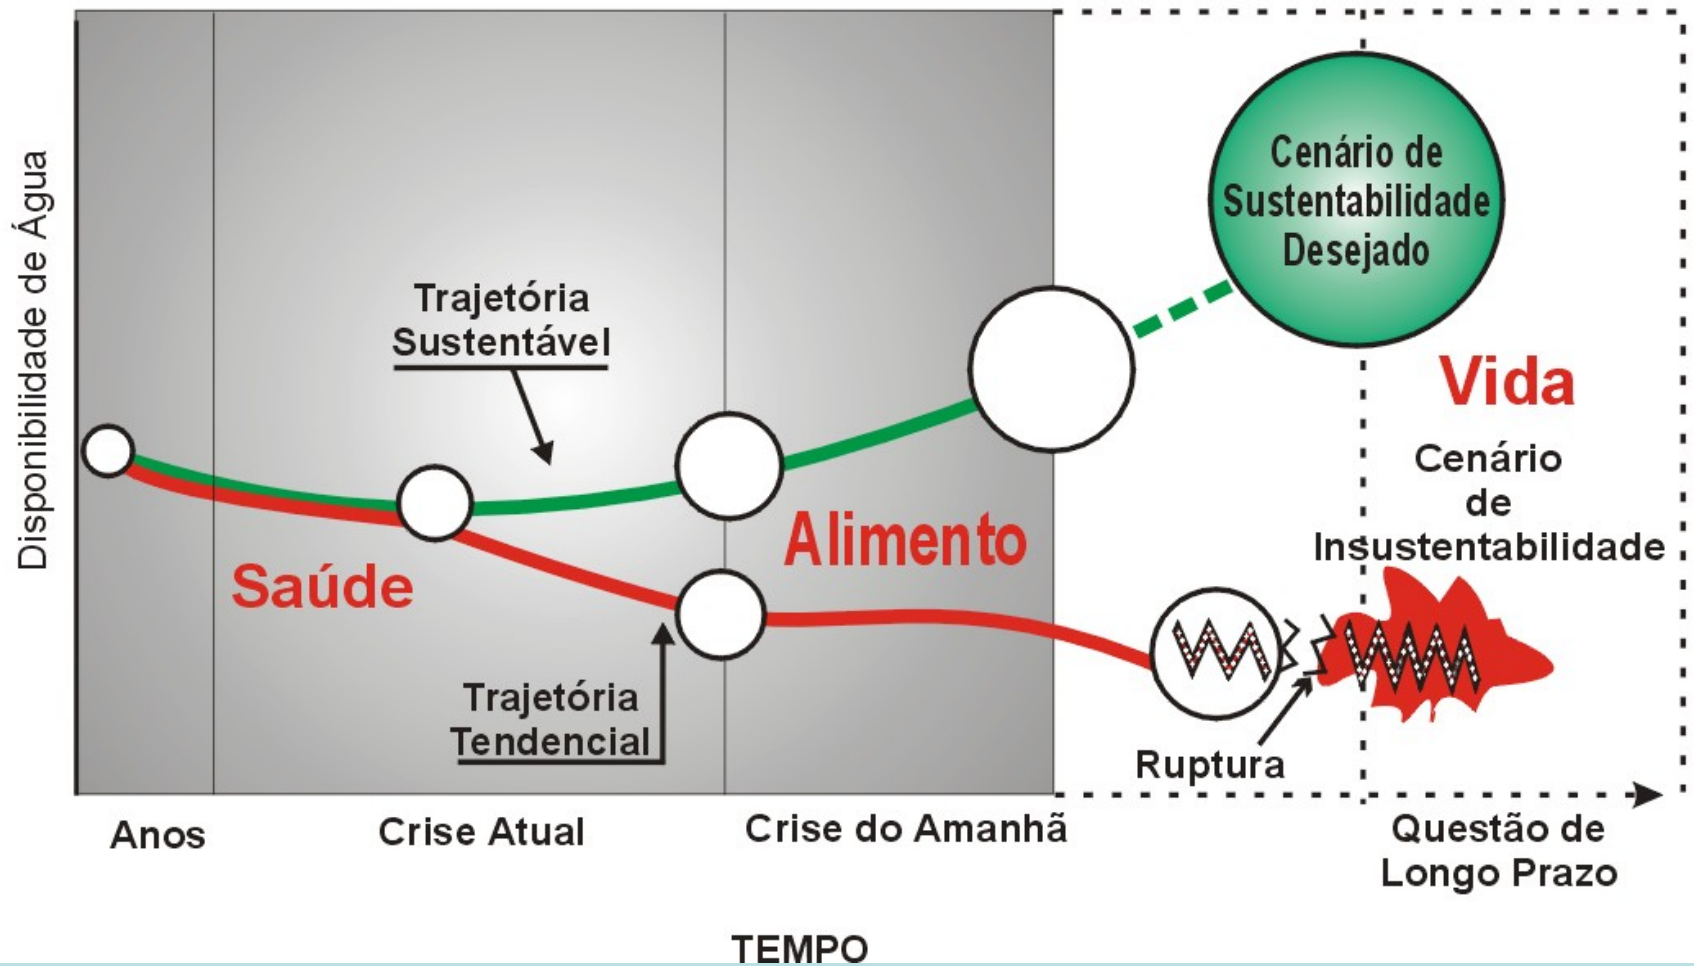 Disponibilidade de Água
Cenário de
Sustentabilidade
Desejado
Trajetória
Sustentável
Vida
Cenário
de
Insustentabilidade
Alimento
Saúde
Trajetória
Tendencial
Ruptura
Anos
Crise Atual
Crise do Amanhã
Questão de
Longo Prazo
TEMPO